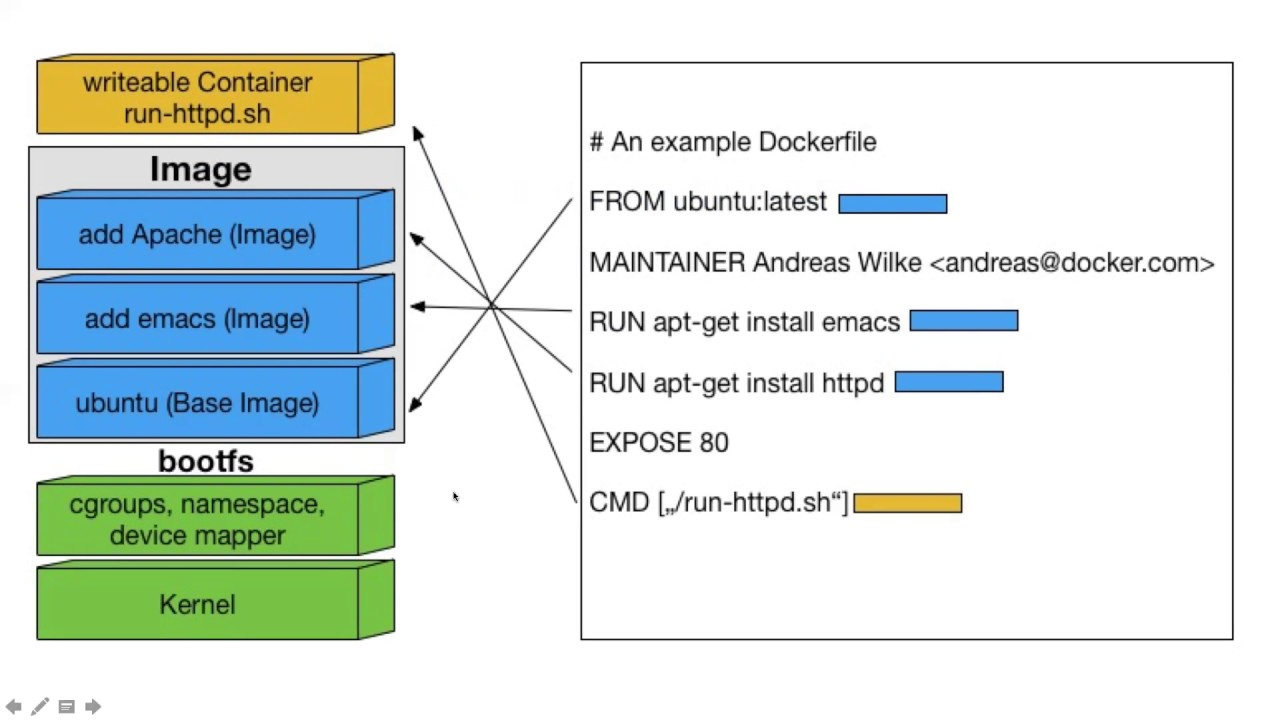 writeable Container
run-httpd.sh
Image
add Apache (Image)
add emacs (Image)
ubuntu (Base Image)
bootfs
cgroups, namespace,
device mapper
Kernel
# An example Dockerfile
FROM ubuntu:latest
MAINTAINER Andreas Wilke <andreas@docker.com>
RUN apt-get install emacs
RUN apt-get install httpd
EXPOSE 80
CMD [„/run-httpd.sh“]